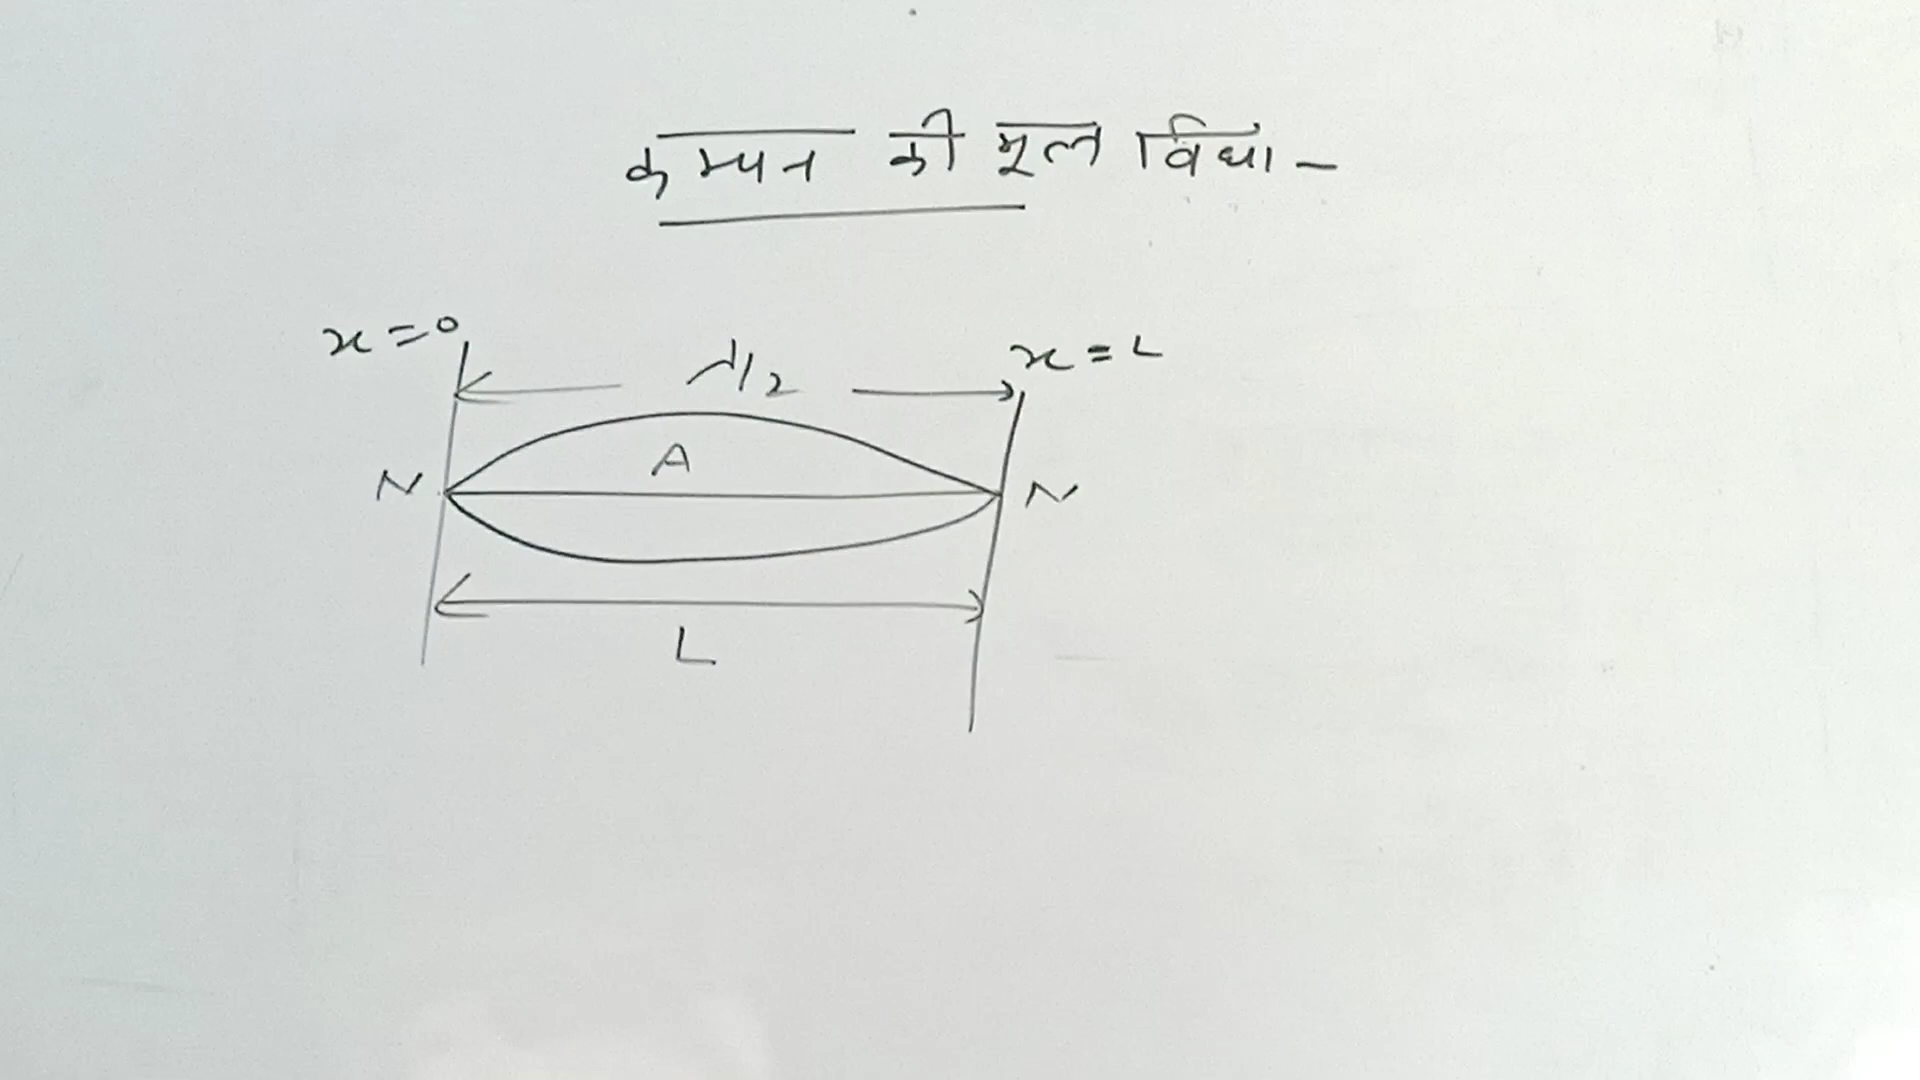 कम्पन की मूल विधा -
x = 0
λ/2
x = L
A
N
N
L